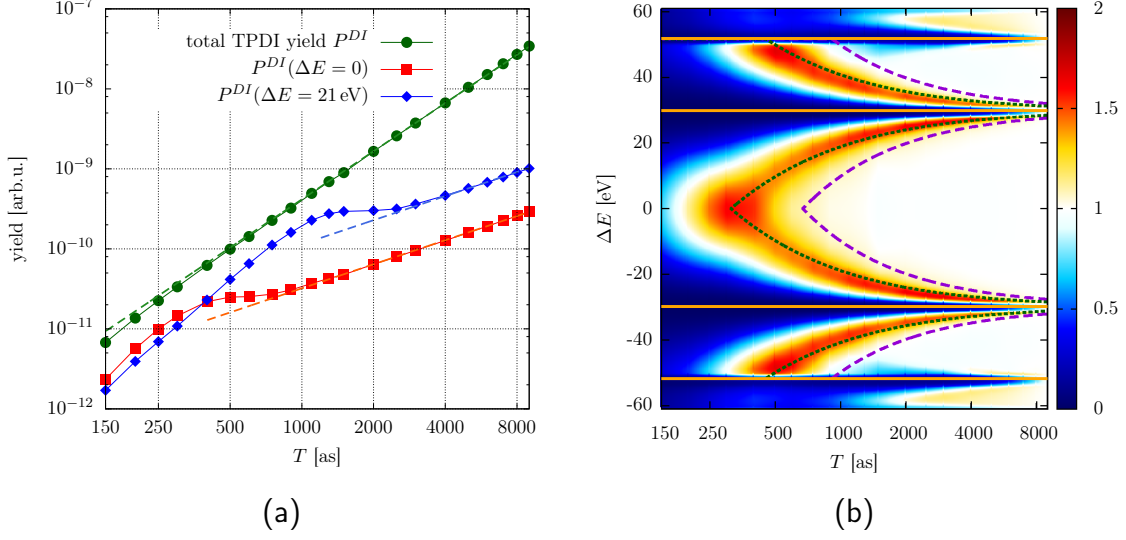 total TPDI yield P^{DI}
P^{DI}(ΔE = 0)
P^{DI}(ΔE = 21 eV)
yield [arb.u.]
10^{-7}
10^{-8}
10^{-9}
10^{-10}
10^{-11}
10^{-12}
150 250 500 1000 2000 4000 8000
T [as]
(a)
ΔE [eV]
60
40
20
0
-20
-40
-60
150 250 500 1000 2000 4000 8000
T [as]
2
1.5
1
0.5
0
(b)